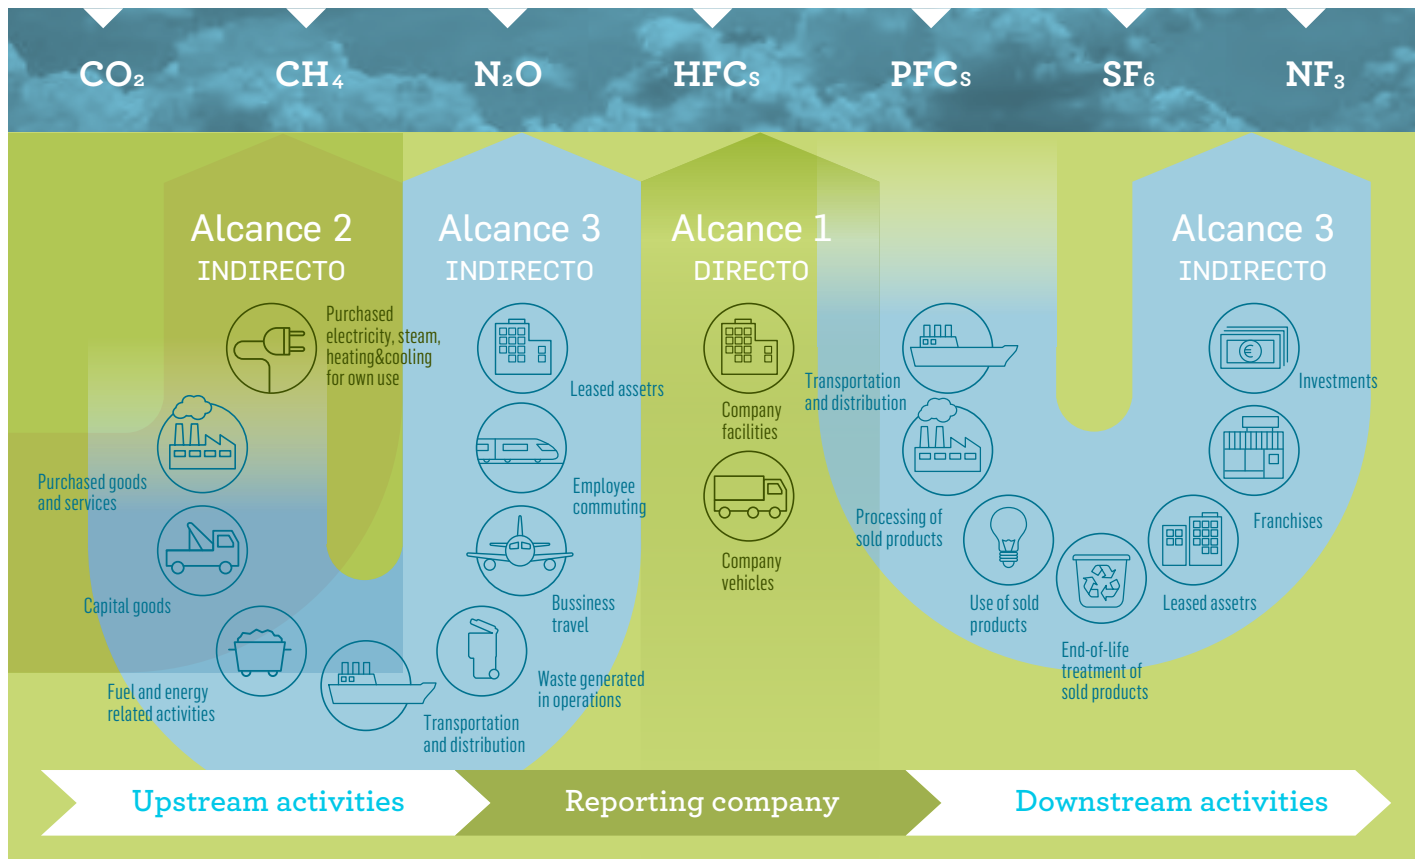 CO₂
CH₄
N₂O
HFCs
PFCs
SF₆
NF₃
Alcance 2
INDIRECTO
Purchased
electricity, steam,
heating&cooling
for own use
Purchased goods
and services
Capital goods
Fuel and energy
related activities
Transportation
and distribution
Alcance 3
INDIRECTO
Leased assetrs
Employee
commuting
Bussiness
travel
Waste generated
in operations
Alcance 1
DIRECTO
Company
facilities
Company
vehicles
Transportation
and distribution
Processing of
sold products
Use of sold
products
End-of-life
treatment of
sold products
Leased assetrs
Alcance 3
INDIRECTO
Investments
Franchises
Upstream activities
Reporting company
Downstream activities